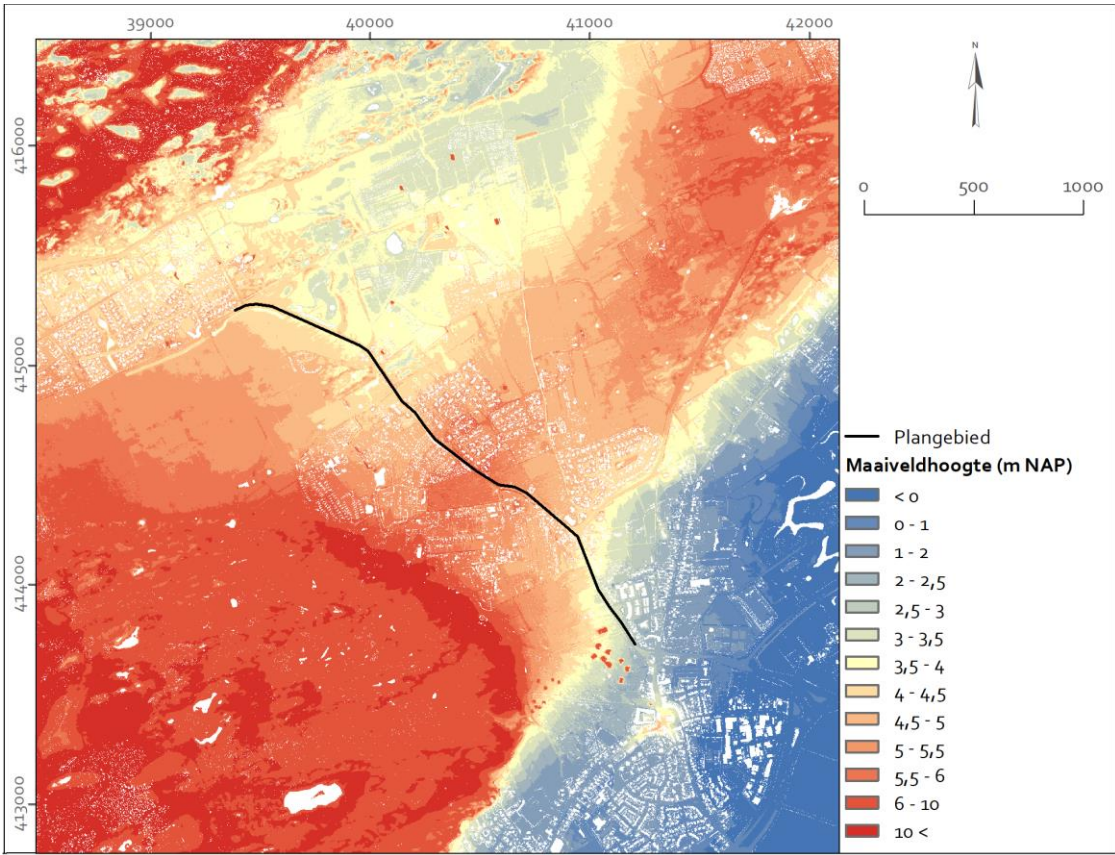 39000 40000 41000 42000
N
416000
0 500 1000
415000
Plangebied
Maaiveldhoogte (m NAP)
< 0
0 - 1
1 - 2
2 - 2,5
414000
2,5 - 3
3 - 3,5
3,5 - 4
4 - 4,5
4,5 - 5
5 - 5,5
5,5 - 6
413000
6 - 10
10 <